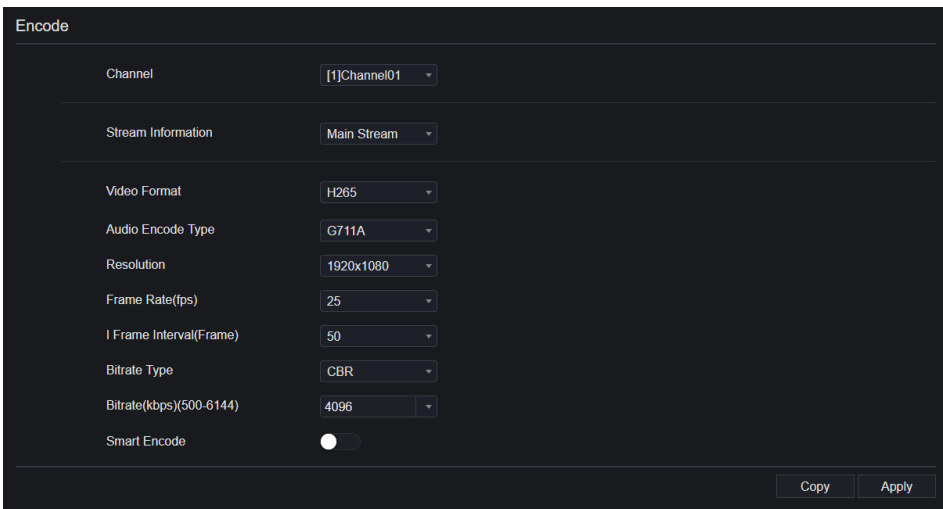 Encode
Channel [1]Channel01
Stream Information Main Stream
Video Format H265
Audio Encode Type G711A
Resolution 1920x1080
Frame Rate(fps) 25
I Frame Interval(Frame) 50
Bitrate Type CBR
Bitrate(kbps)(500-6144) 4096
Smart Encode
Copy Apply